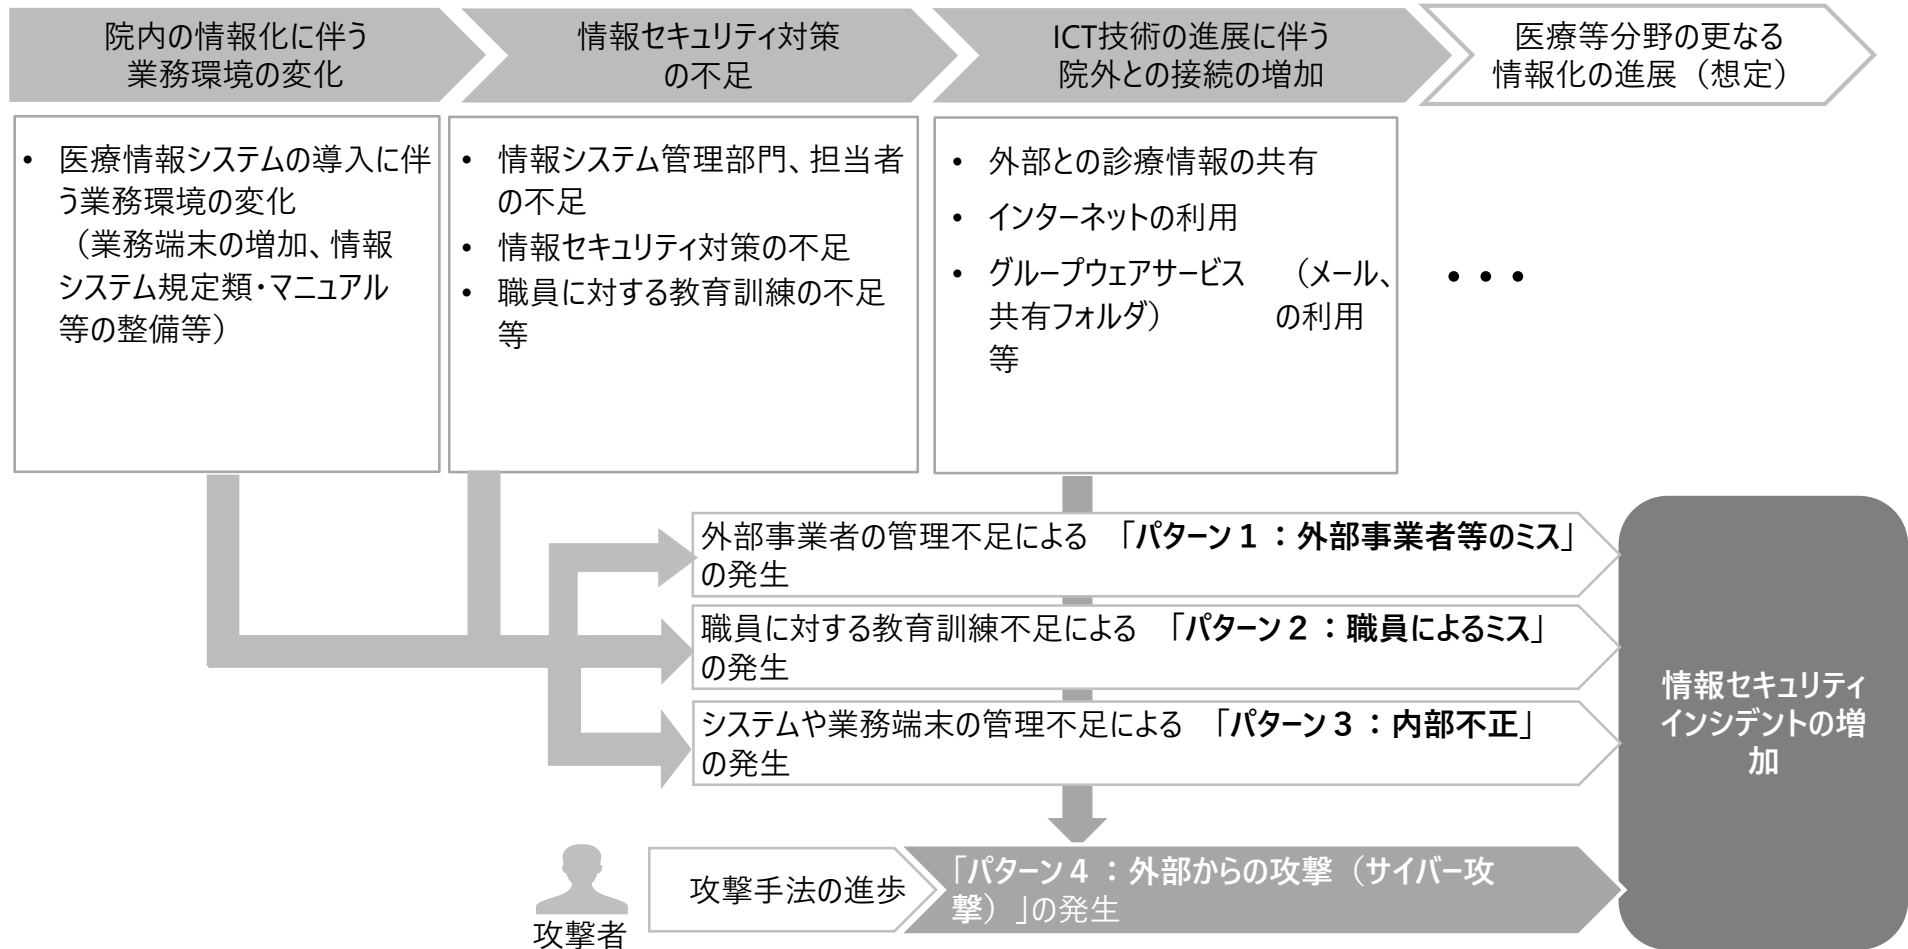 院内の情報化に伴う
業務環境の変化
情報セキュリティ対策
の不足
ICT技術の進展に伴う
院外との接続の増加
医療等分野の更なる
情報化の進展（想定）
• 医療情報システムの導入に伴
う業務環境の変化
（業務端末の増加、情報
システム規定類・マニュアル
等の整備等）
• 情報システム管理部門、担当者
の不足
• 情報セキュリティ対策の不足
• 職員に対する教育訓練の不足
等
• 外部との診療情報の共有
• インターネットの利用
• グループウェアサービス　（メール、
共有フォルダ）　　　の利用
等
・・・
外部事業者の管理不足による　「パターン１：外部事業者等のミス」
の発生
職員に対する教育訓練不足による　「パターン２：職員によるミス」
の発生
システムや業務端末の管理不足による　「パターン３：内部不正」
の発生
攻撃者
攻撃手法の進歩
「パターン４：外部からの攻撃（サイバー攻
撃）」の発生
情報セキュリティ
インシデントの増
加